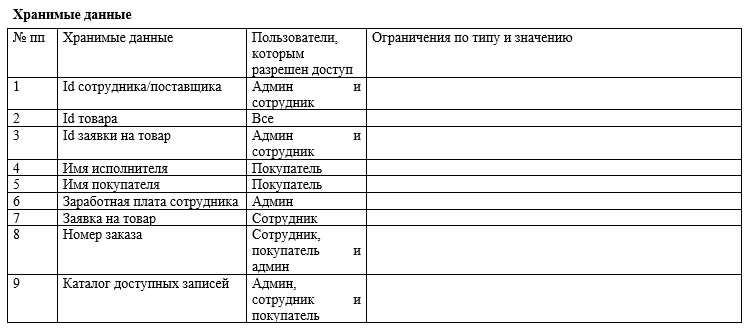 Хранимые данные
№ пп Хранимые данные Пользователи, которым разрешен доступ Ограничения по типу и значению
1 Id сотрудника/поставщика Админ и сотрудник
2 Id товара Все
3 Id заявки на товар Админ и сотрудник
4 Имя исполнителя Покупатель
5 Имя покупателя Покупатель
6 Заработная плата сотрудника Админ
7 Заявка на товар Сотрудник
8 Номер заказа Сотрудник, покупатель и админ
9 Каталог доступных записей Админ, сотрудник и покупатель